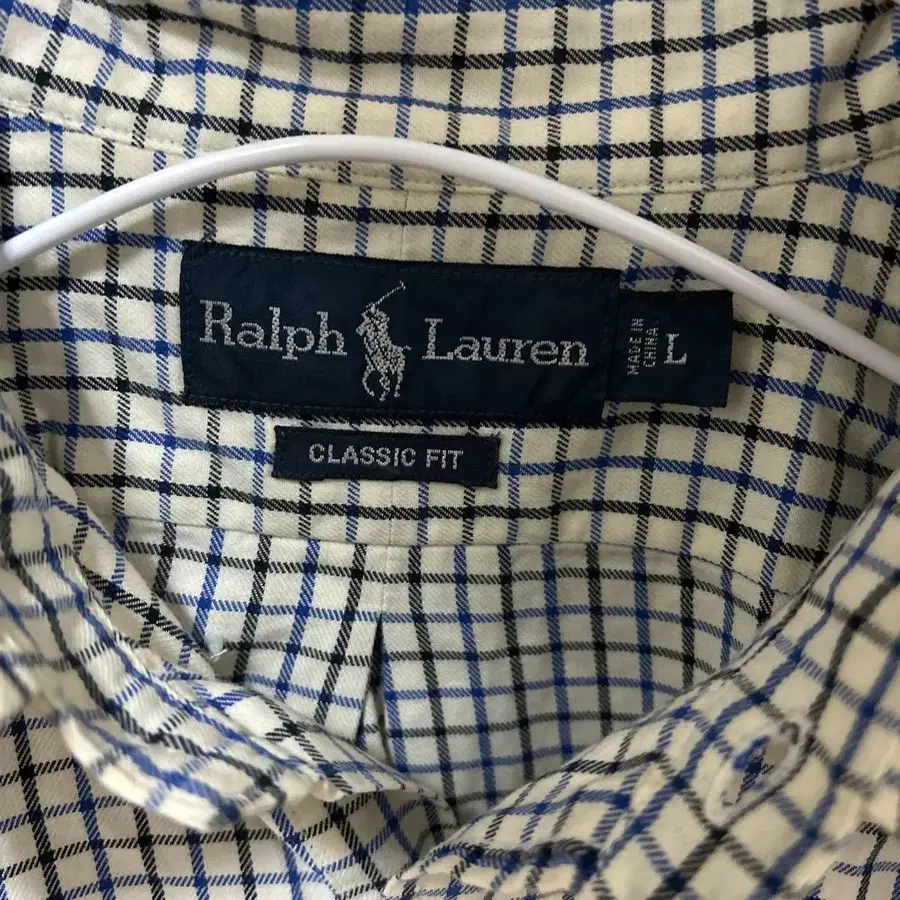 Ralph Lauren
MADE IN
CHINA
L
CLASSIC FIT